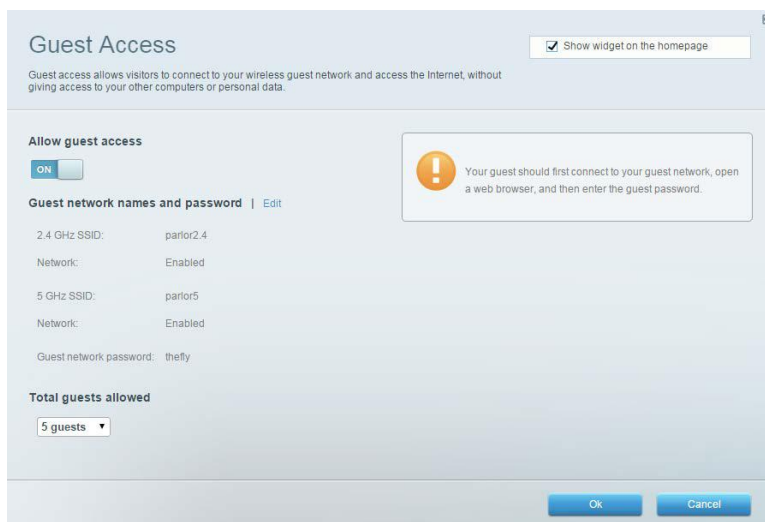 Guest Access
Show widget on the homepage
Guest access allows visitors to connect to your wireless guest network and access the Internet, without
giving access to your other computers or personal data.
Allow guest access
ON
Your guest should first connect to your guest network, open
a web browser, and then enter the guest password.
Guest network names and password | Edit
2.4 GHz SSID: parlor2.4
Network: Enabled
5 GHz SSID: parlor5
Network: Enabled
Guest network password: thefly
Total guests allowed
5 guests
Ok Cancel